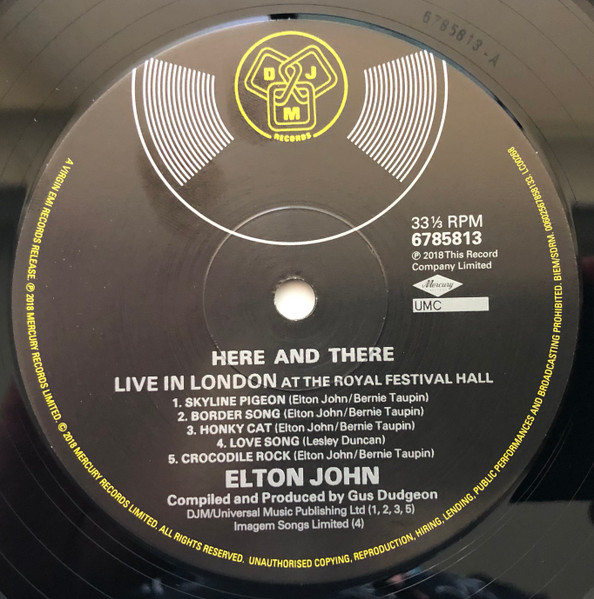 6785813-A
D J
M
RECORDS
33⅓ RPM
6785813
℗ 2018 This Record
Company Limited
Mercury
UMC
HERE AND THERE
LIVE IN LONDON AT THE ROYAL FESTIVAL HALL
1. SKYLINE PIGEON (Elton John/Bernie Taupin)
2. BORDER SONG (Elton John/Bernie Taupin)
3. HONKY CAT (Elton John/Bernie Taupin)
4. LOVE SONG (Lesley Duncan)
5. CROCODILE ROCK (Elton John/Bernie Taupin)
ELTON JOHN
Compiled and Produced by Gus Dudgeon
DJM/Universal Music Publishing Ltd (1, 2, 3, 5)
Imagem Songs Limited (4)
A VIRGIN EMI RECORDS RELEASE. ℗ 2018 MERCURY RECORDS LIMITED. © 2018 MERCURY RECORDS LIMITED. ALL RIGHTS RESERVED. UNAUTHORISED COPYING, REPRODUCTION, HIRING, LENDING, PUBLIC PERFORMANCES AND BROADCASTING PROHIBITED. BIEM/SDRM. 00602567858133. LC00268